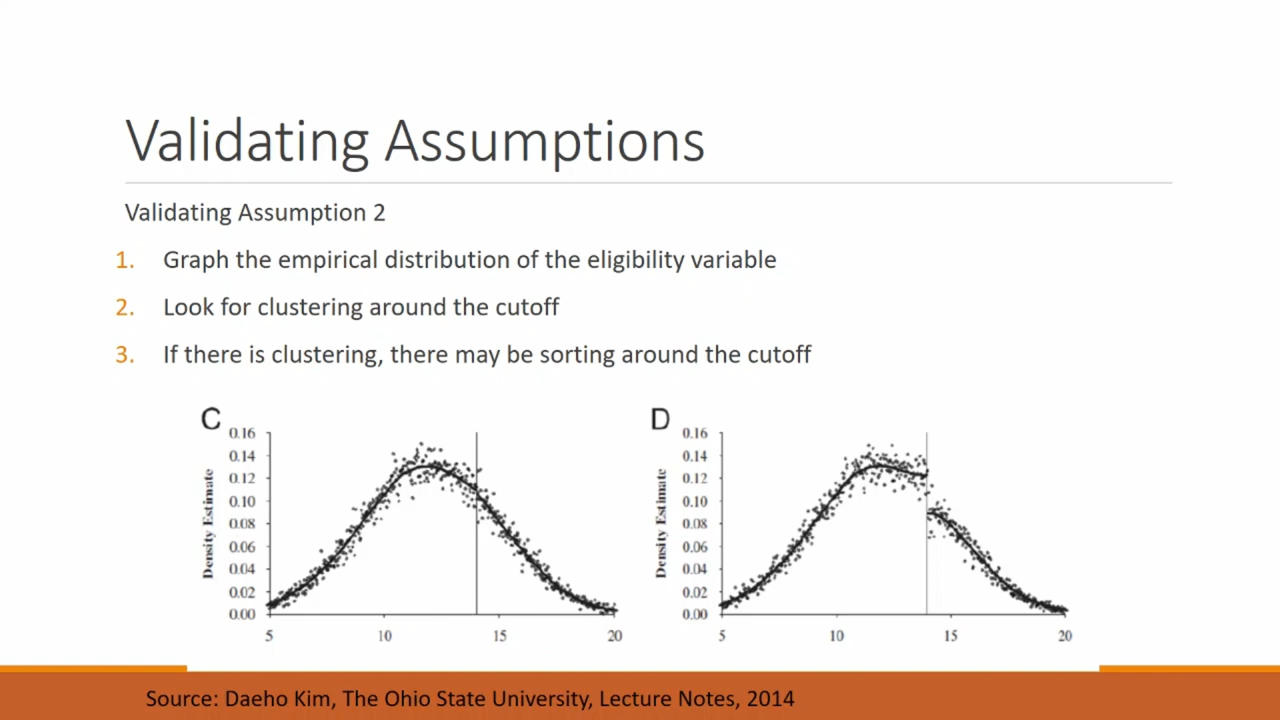 Validating Assumptions
Validating Assumption 2
1. Graph the empirical distribution of the eligibility variable
2. Look for clustering around the cutoff
3. If there is clustering, there may be sorting around the cutoff
C
0.16
0.14
0.12
0.10
0.08
0.06
0.04
0.02
0.00
Density Estimate
5 10 15 20
D
0.16
0.14
0.12
0.10
0.08
0.06
0.04
0.02
0.00
Density Estimate
5 10 15 20
Source: Daeho Kim, The Ohio State University, Lecture Notes, 2014